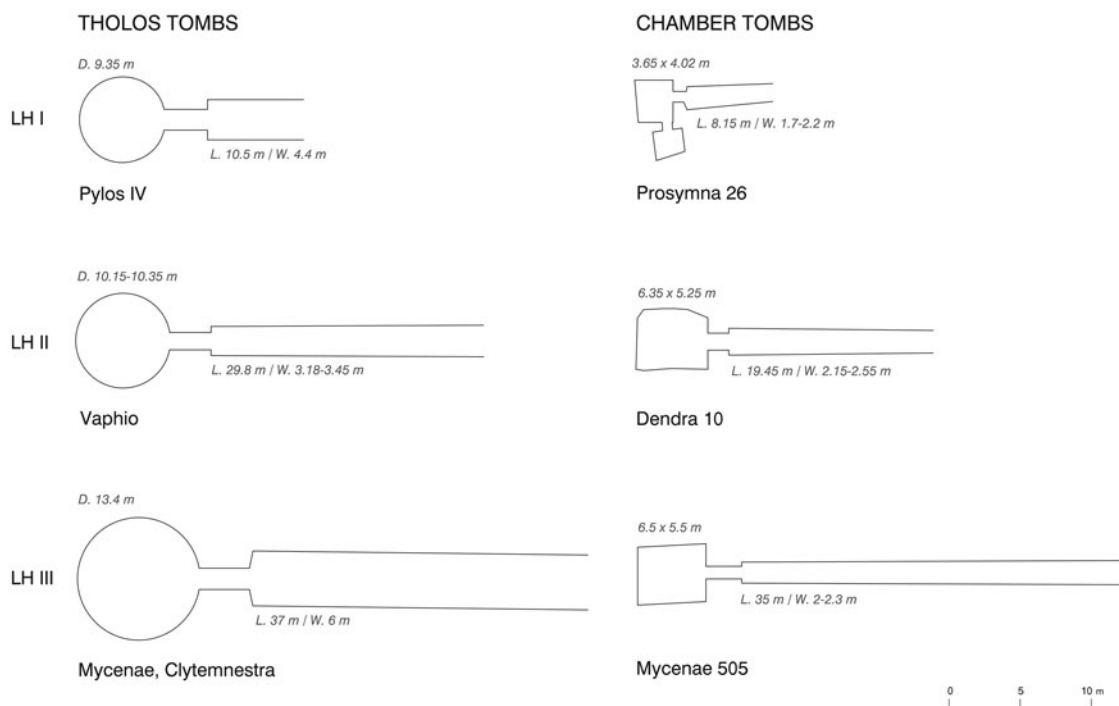 THOLOS TOMBS
CHAMBER TOMBS
LH I
D. 9.35 m
L. 10.5 m / W. 4.4 m
Pylos IV
3.65 x 4.02 m
L. 8.15 m / W. 1.7-2.2 m
Prosymna 26
LH II
D. 10.15-10.35 m
L. 29.8 m / W. 3.18-3.45 m
Vaphio
6.35 x 5.25 m
L. 19.45 m / W. 2.15-2.55 m
Dendra 10
LH III
D. 13.4 m
L. 37 m / W. 6 m
Mycenae, Clytemnestra
6.5 x 5.5 m
L. 35 m / W. 2-2.3 m
Mycenae 505
0 5 10 m